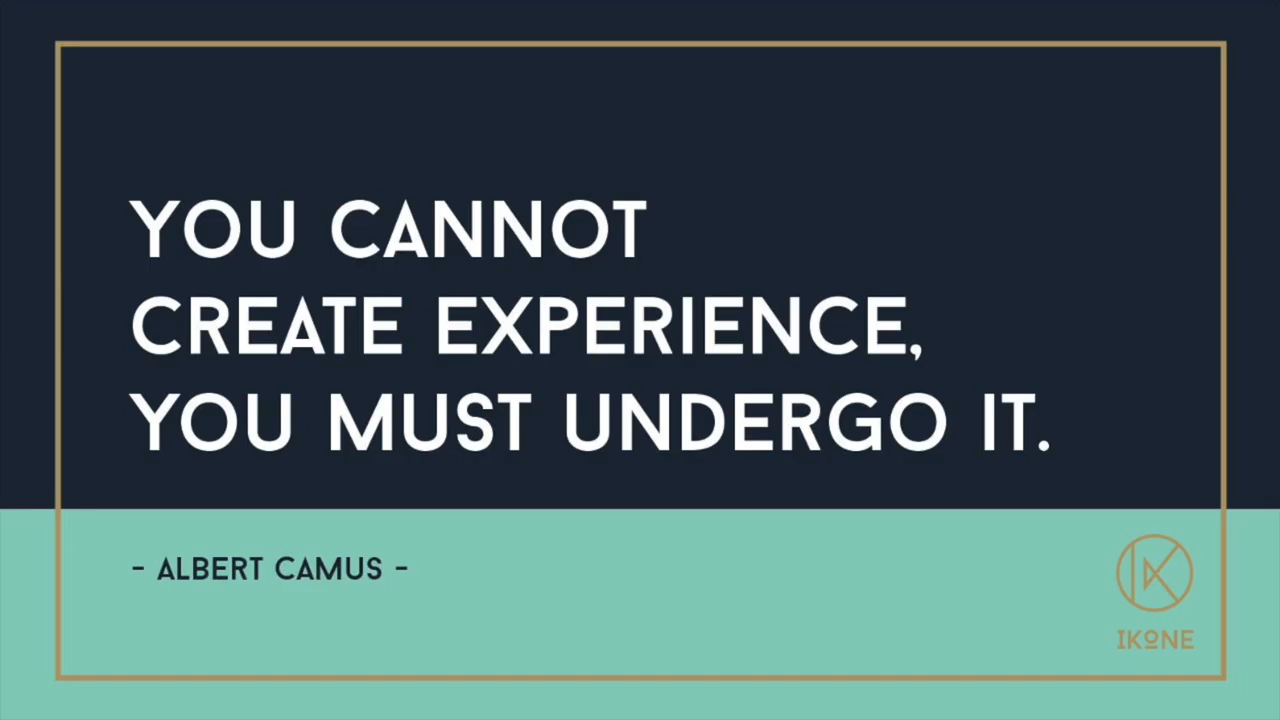 YOU CANNOT
CREATE EXPERIENCE,
YOU MUST UNDERGO IT.
- ALBERT CAMUS -
IKONE